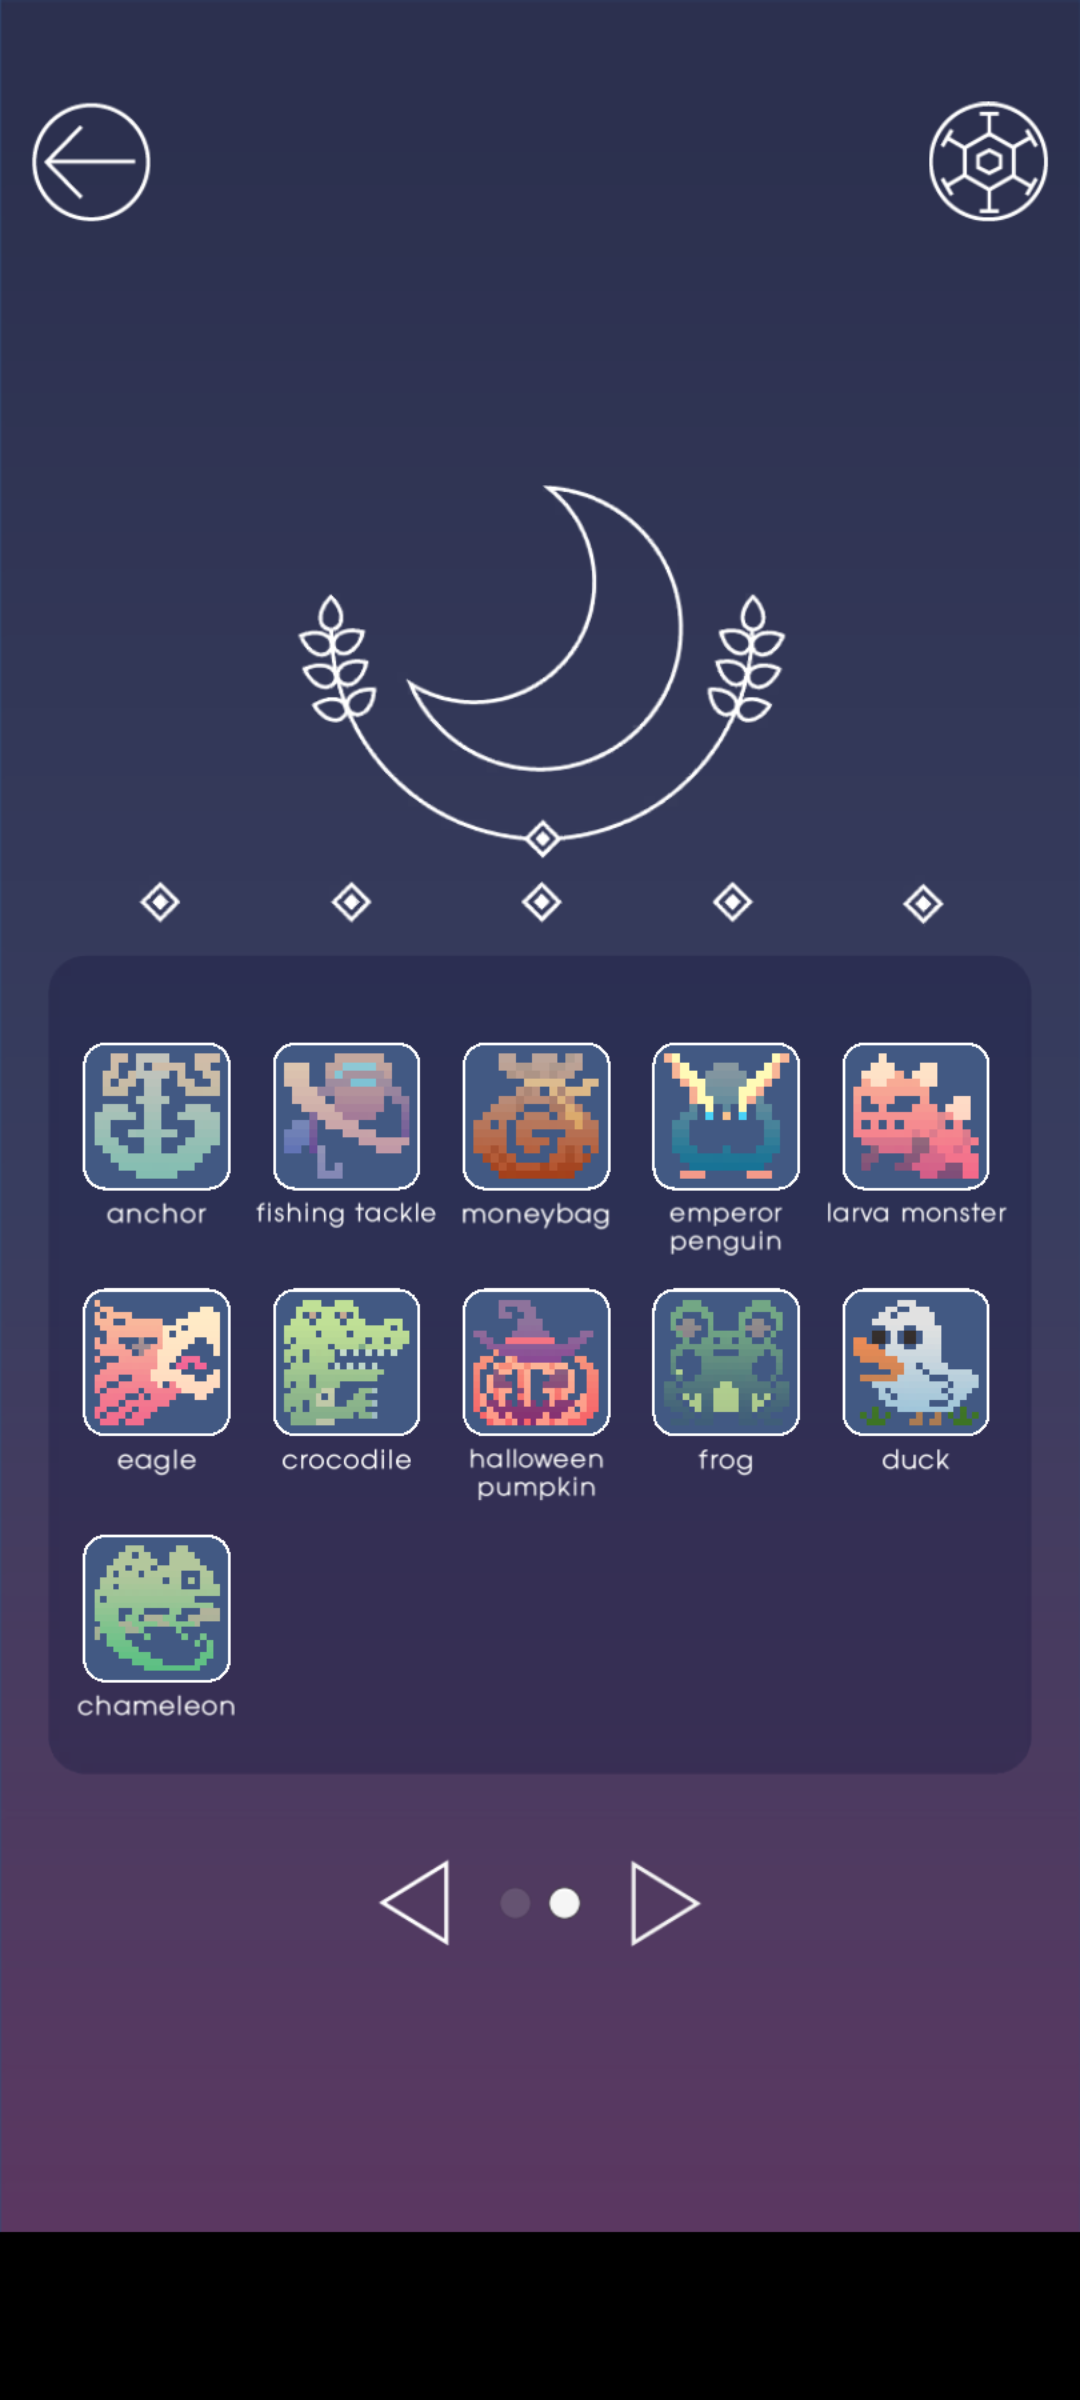 anchor
fishing tackle
moneybag
emperor
penguin
larva monster
eagle
crocodile
halloween
pumpkin
frog
duck
chameleon